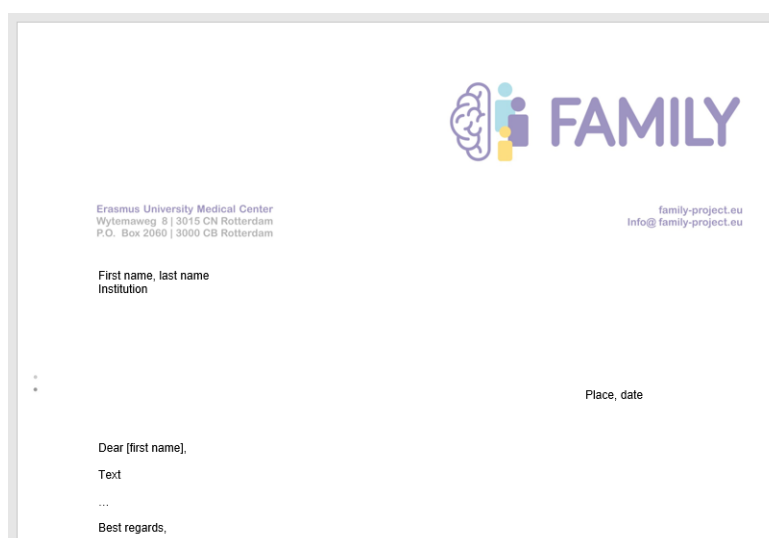 FAMILY
Erasmus University Medical Center
Wytemaweg 8 | 3015 CN Rotterdam
P.O. Box 2060 | 3000 CB Rotterdam
family-project.eu
Info@ family-project.eu
First name, last name
Institution
Place, date
Dear [first name],
Text
...
Best regards,